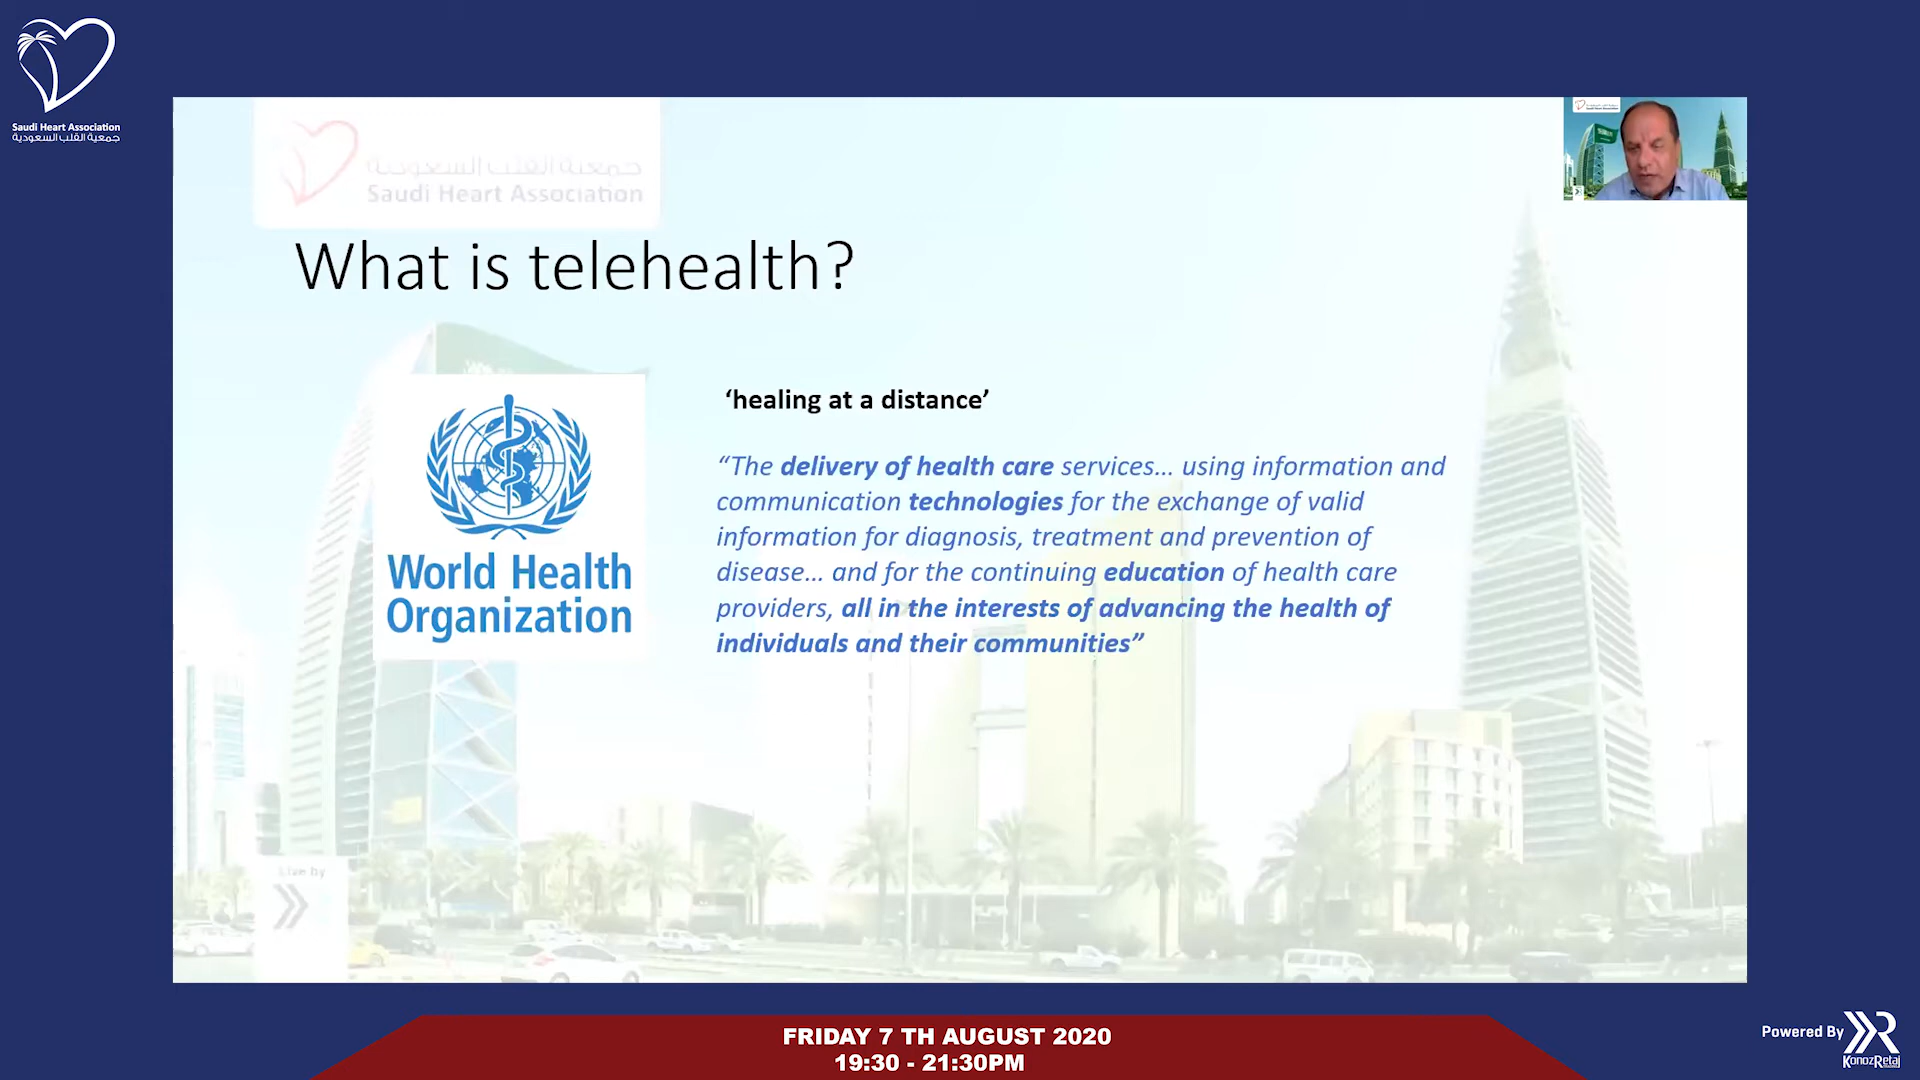 Saudi Heart Association
جمعية القلب السعودية
جمعية القلب السعودية
Saudi Heart Association
What is telehealth?
‘healing at a distance’
“The delivery of health care services... using information and
communication technologies for the exchange of valid
information for diagnosis, treatment and prevention of
disease... and for the continuing education of health care
providers, all in the interests of advancing the health of
individuals and their communities”
World Health
Organization
Live by
FRIDAY 7 TH AUGUST 2020
19:30 - 21:30PM
Powered By
KonozRetaj